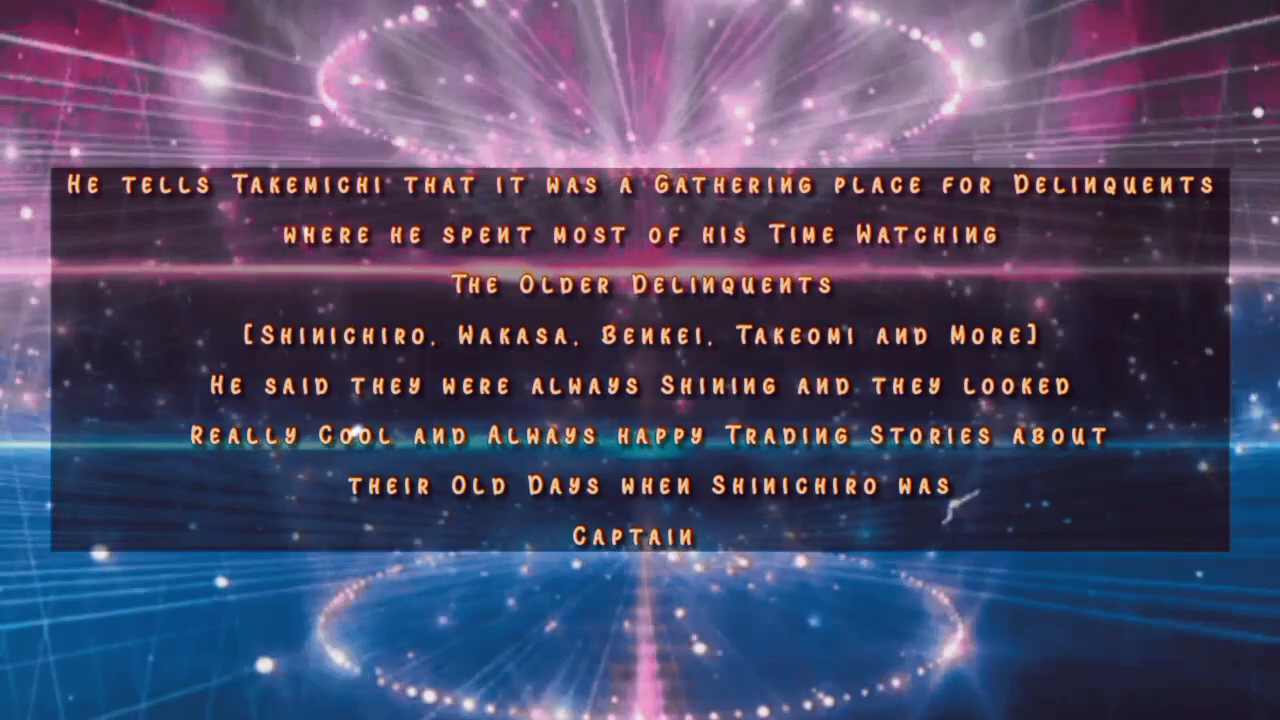 He tells Takemichi that it was a Gathering place for Delinquents
where he spent most of his Time Watching
The Older Delinquents
[Shinichiro, Wakasa, Benkei, Takeomi and More]
He said they were always Shining and they looked
Really Cool and Always happy Trading Stories about
their Old Days when Shinichiro was
Captain